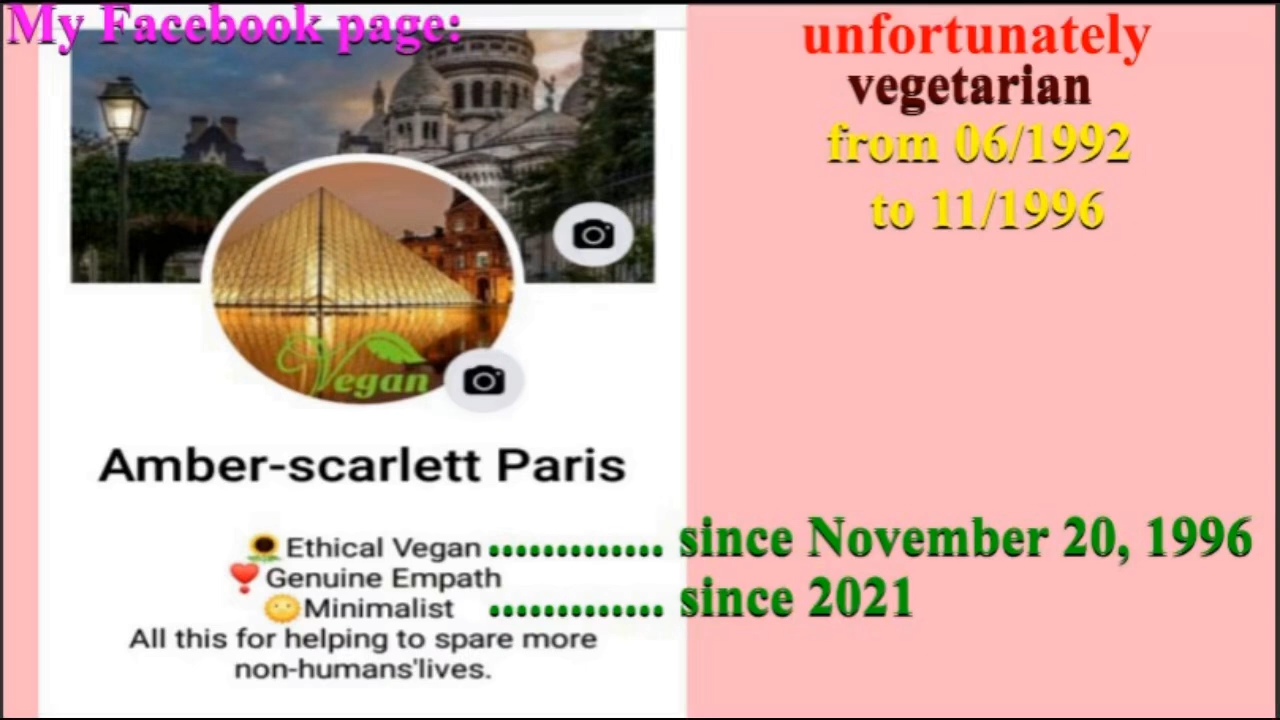 My Facebook page:
unfortunately
vegetarian
from 06/1992
to 11/1996
Vegan
Amber-scarlett Paris
🌻Ethical Vegan ............. since November 20, 1996
❣️Genuine Empath
🌝Minimalist ............. since 2021
All this for helping to spare more
non-humans'lives.